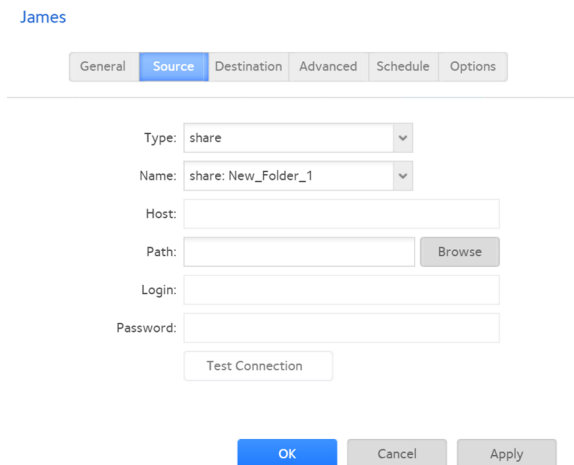 James
General Source Destination Advanced Schedule Options
Type: share
Name: share: New_Folder_1
Host:
Path: Browse
Login:
Password:
Test Connection
OK Cancel Apply